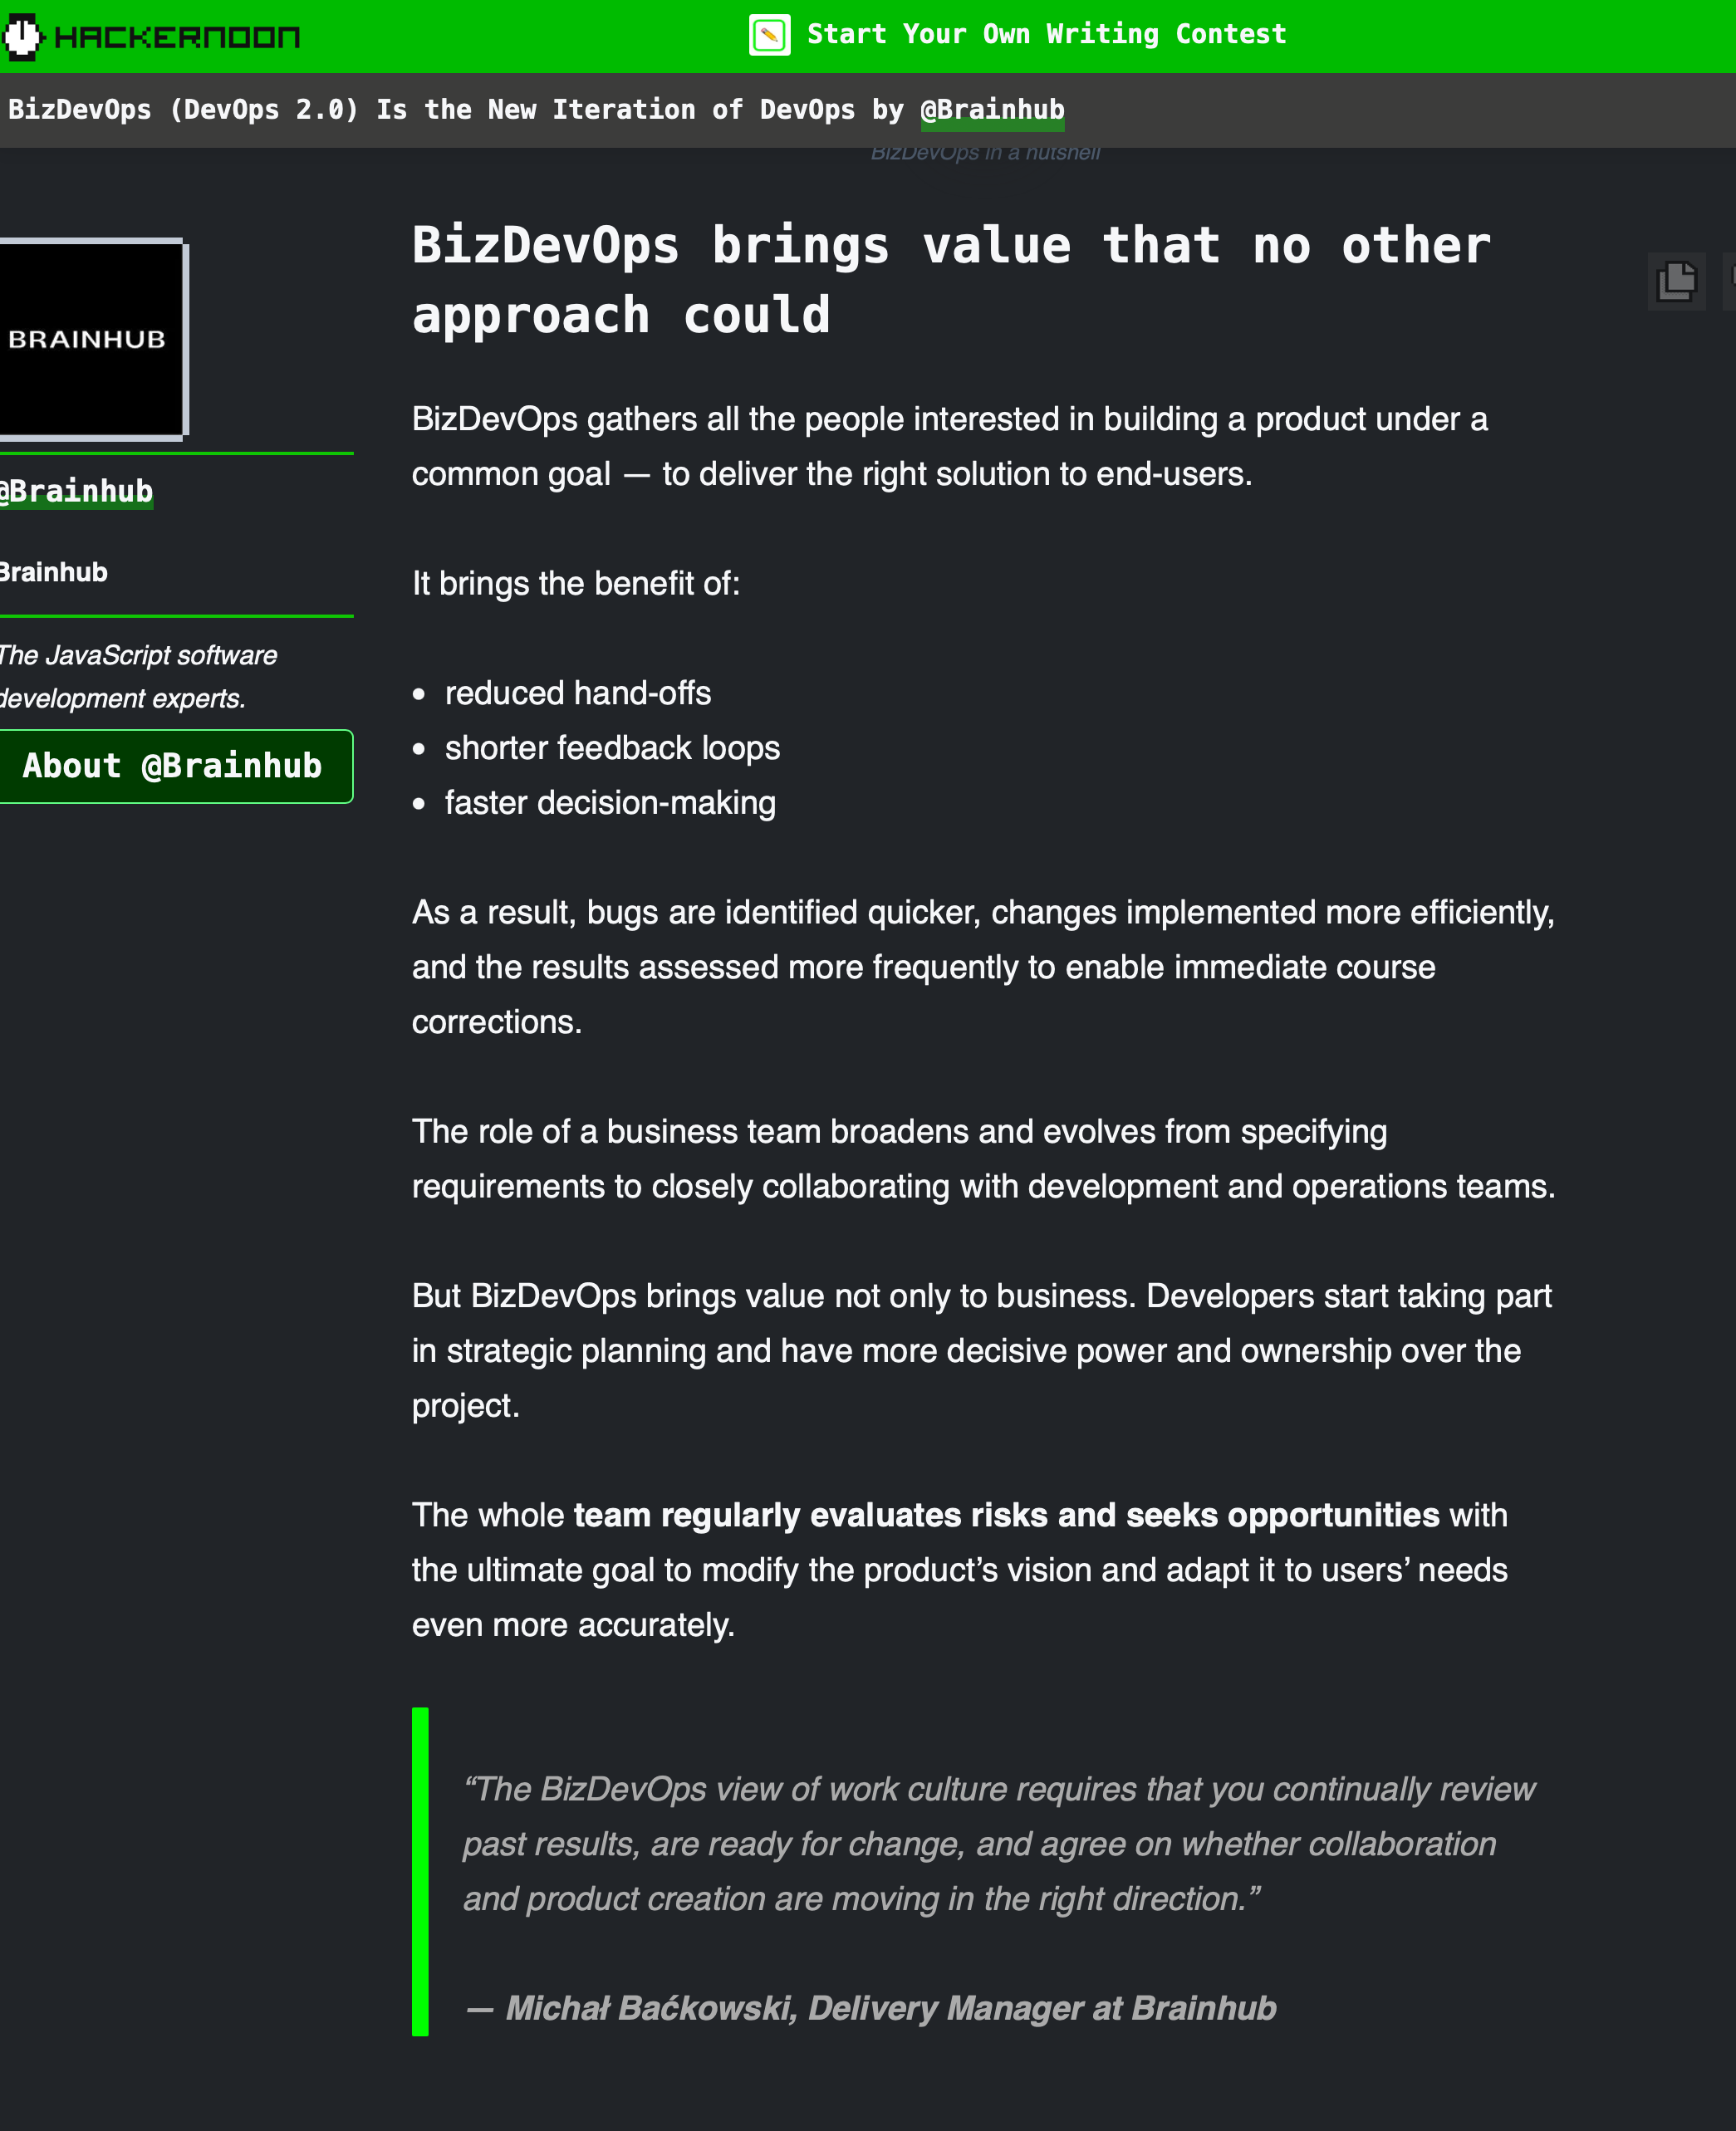 HACKERNOON
Start Your Own Writing Contest
BizDevOps (DevOps 2.0) Is the New Iteration of DevOps by @Brainhub
BizDevOps in a nutshell
BRAINHUB
@Brainhub
Brainhub
The JavaScript software
development experts.
About @Brainhub
BizDevOps brings value that no other
approach could
BizDevOps gathers all the people interested in building a product under a
common goal — to deliver the right solution to end-users.
It brings the benefit of:
• reduced hand-offs
• shorter feedback loops
• faster decision-making
As a result, bugs are identified quicker, changes implemented more efficiently,
and the results assessed more frequently to enable immediate course
corrections.
The role of a business team broadens and evolves from specifying
requirements to closely collaborating with development and operations teams.
But BizDevOps brings value not only to business. Developers start taking part
in strategic planning and have more decisive power and ownership over the
project.
The whole team regularly evaluates risks and seeks opportunities with
the ultimate goal to modify the product’s vision and adapt it to users’ needs
even more accurately.
“The BizDevOps view of work culture requires that you continually review
past results, are ready for change, and agree on whether collaboration
and product creation are moving in the right direction.”
— Michał Baćkowski, Delivery Manager at Brainhub